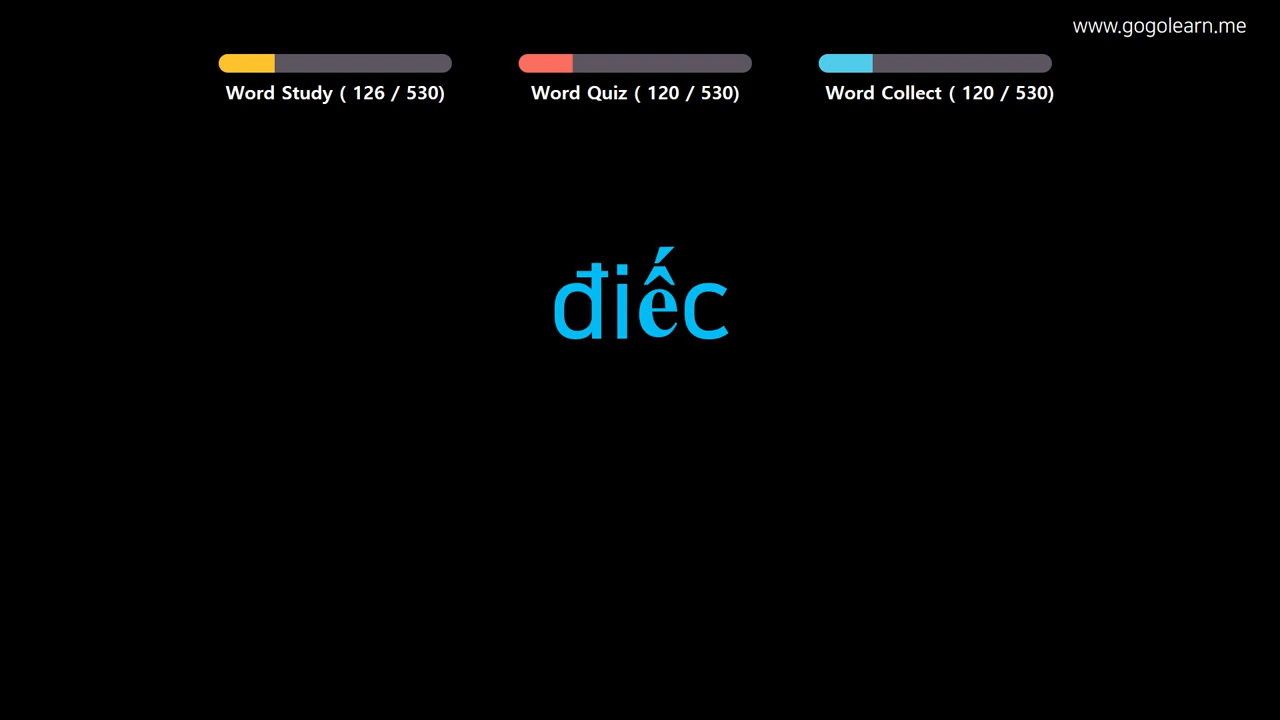 www.gogolearn.me
Word Study ( 126 / 530)
Word Quiz ( 120 / 530)
Word Collect ( 120 / 530)
điếc